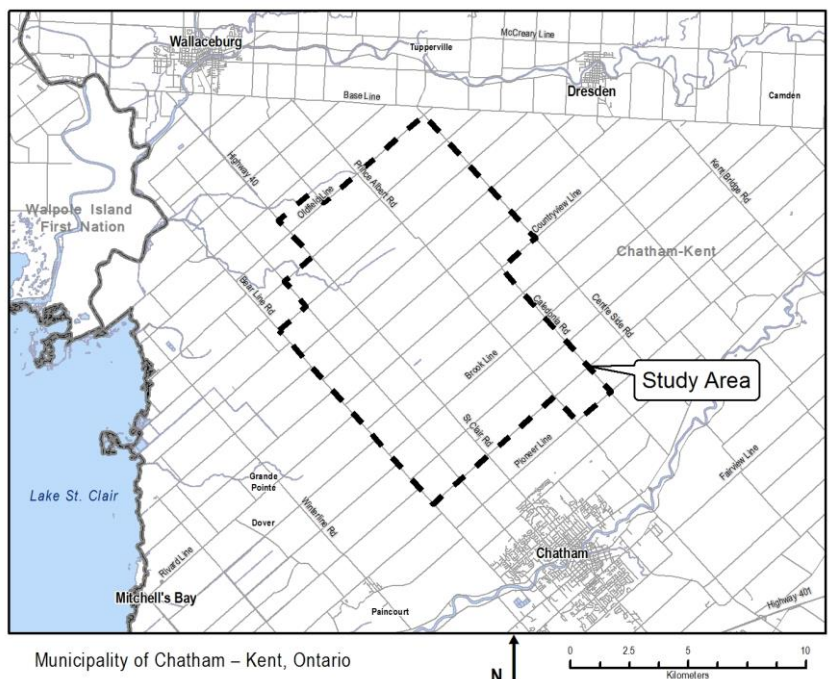 McCreary Line
Wallaceburg
Tupperville
Dresden
Base Line
Camden
Highway 40
Prince Albert Rd
Kent Bridge Rd
Oldfield Line
Walpole Island
First Nation
Countryview Line
Chatham-Kent
Bear Line Rd
Caledonia Rd
Centre Side Rd
Brook Line
Study Area
St Clair Rd
Pioneer Line
Fairview Line
Grande
Pointe
Lake St. Clair
Winterline Rd
Dover
Chatham
Rivard Line
Mitchell's Bay
Paincourt
Highway 401
Municipality of Chatham – Kent, Ontario
N
0 2.5 5 10
Kilometers